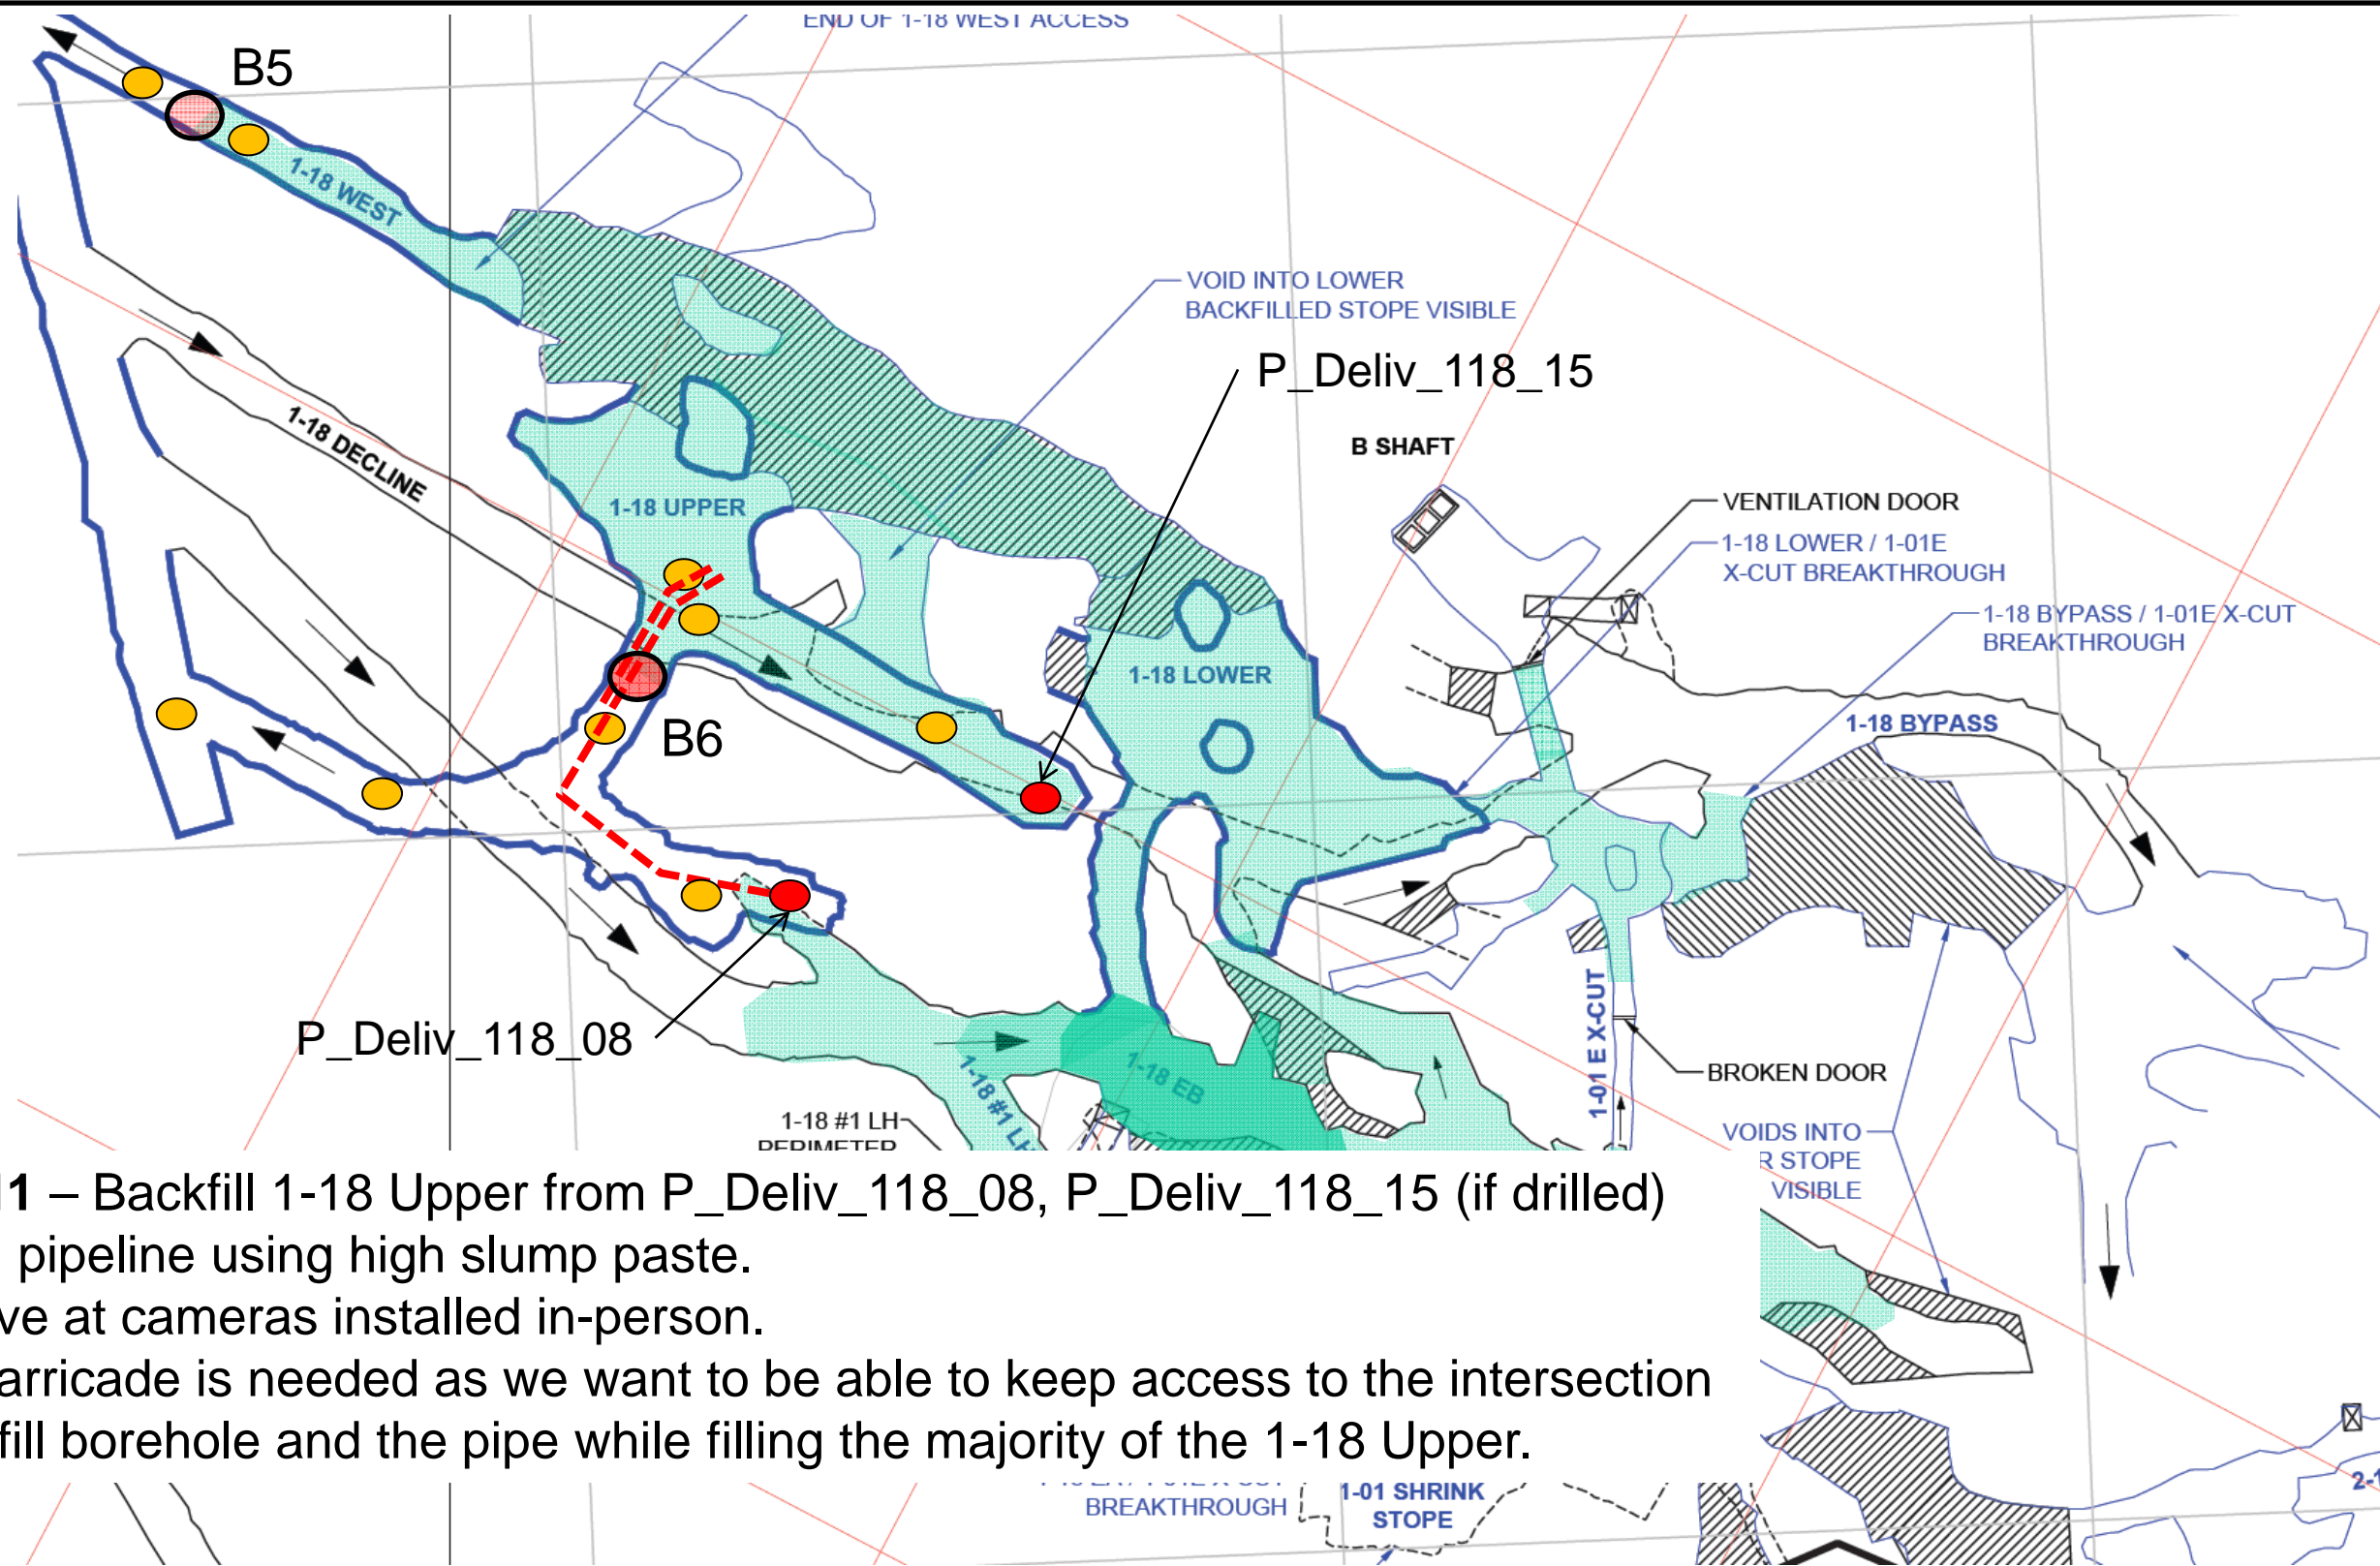 END OF 1-18 WEST ACCESS
B5
1-18 WEST
VOID INTO LOWER
BACKFILLED STOPE VISIBLE
P_Deliv_118_15
1-18 DECLINE
B SHAFT
1-18 UPPER
VENTILATION DOOR
1-18 LOWER / 1-01E
X-CUT BREAKTHROUGH
1-18 BYPASS / 1-01E X-CUT
BREAKTHROUGH
1-18 LOWER
1-18 BYPASS
B6
P_Deliv_118_08
1-18 EB
1-18 #1 LH
1-01 E X-CUT
BROKEN DOOR
1-18 #1 LH
PERIMETER
VOIDS INTO
R STOPE
VISIBLE
1 – Backfill 1-18 Upper from P_Deliv_118_08, P_Deliv_118_15 (if drilled)
pipeline using high slump paste.
ve at cameras installed in-person.
arricade is needed as we want to be able to keep access to the intersection
fill borehole and the pipe while filling the majority of the 1-18 Upper.
BREAKTHROUGH
1-01 SHRINK
STOPE